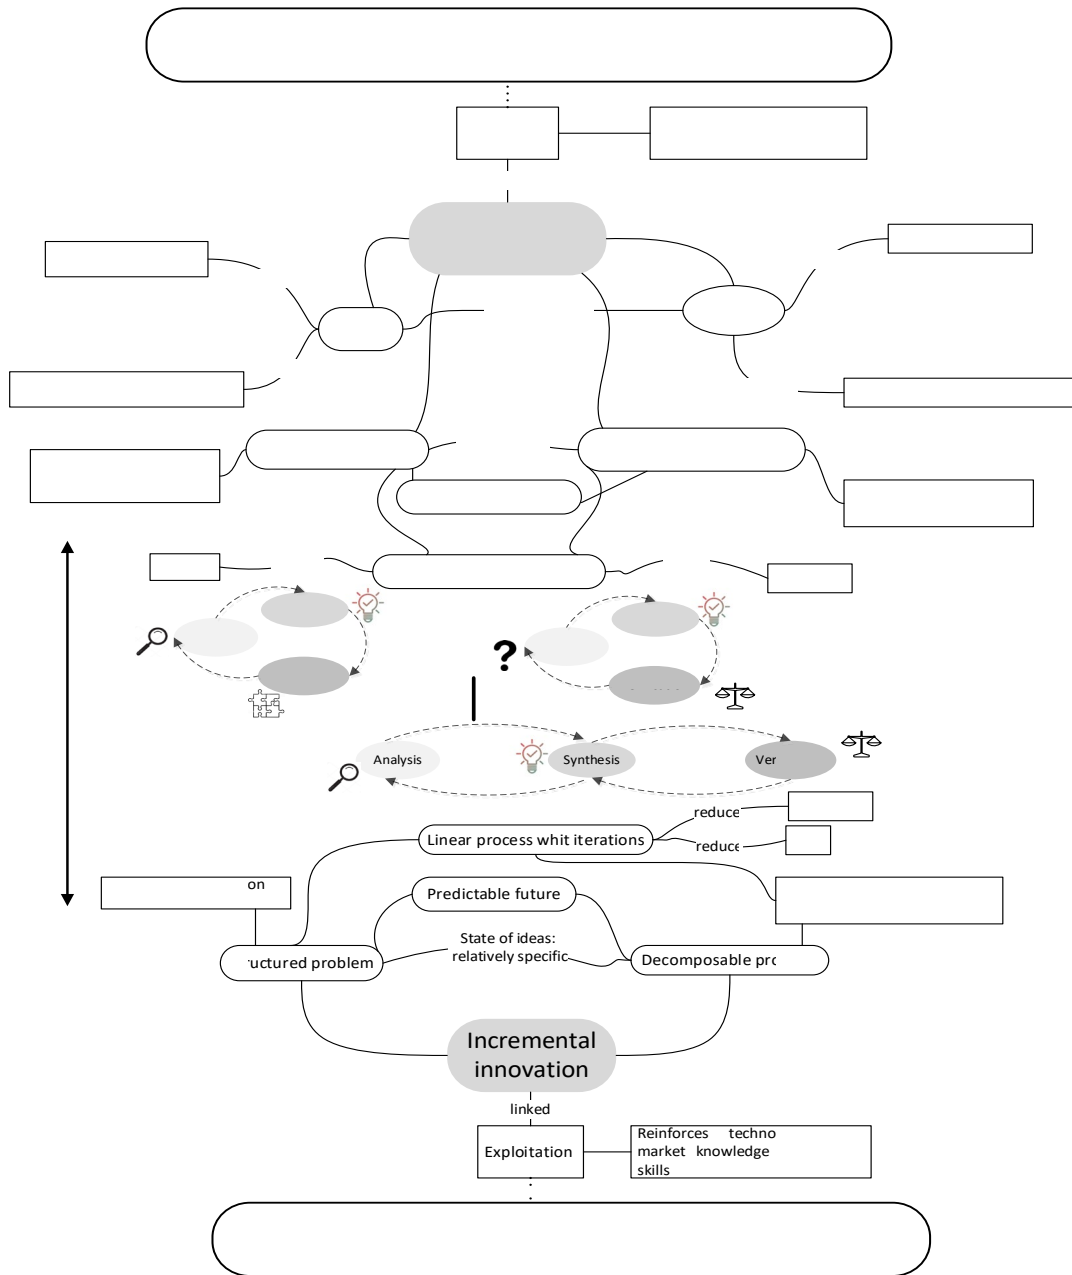 Analysis
Synthesis
Ver
reduce
Linear process whit iterations
reduce
on
Predictable future
State of ideas:
relatively specific
uctured problem
Decomposable pro
Incremental
innovation
linked
Exploitation
Reinforces techno
market knowledge
skills